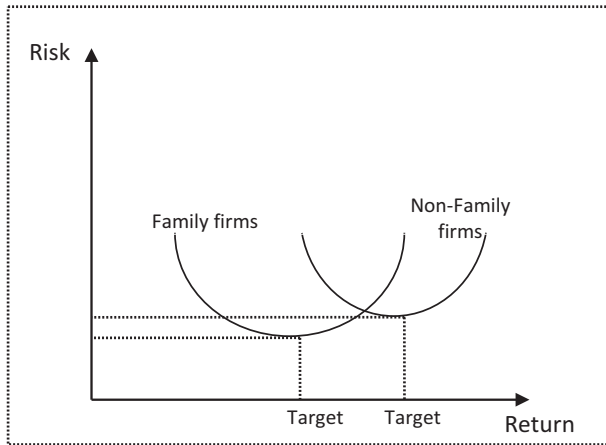 Risk
Family firms
Non-Family
firms
Target
Target
Return